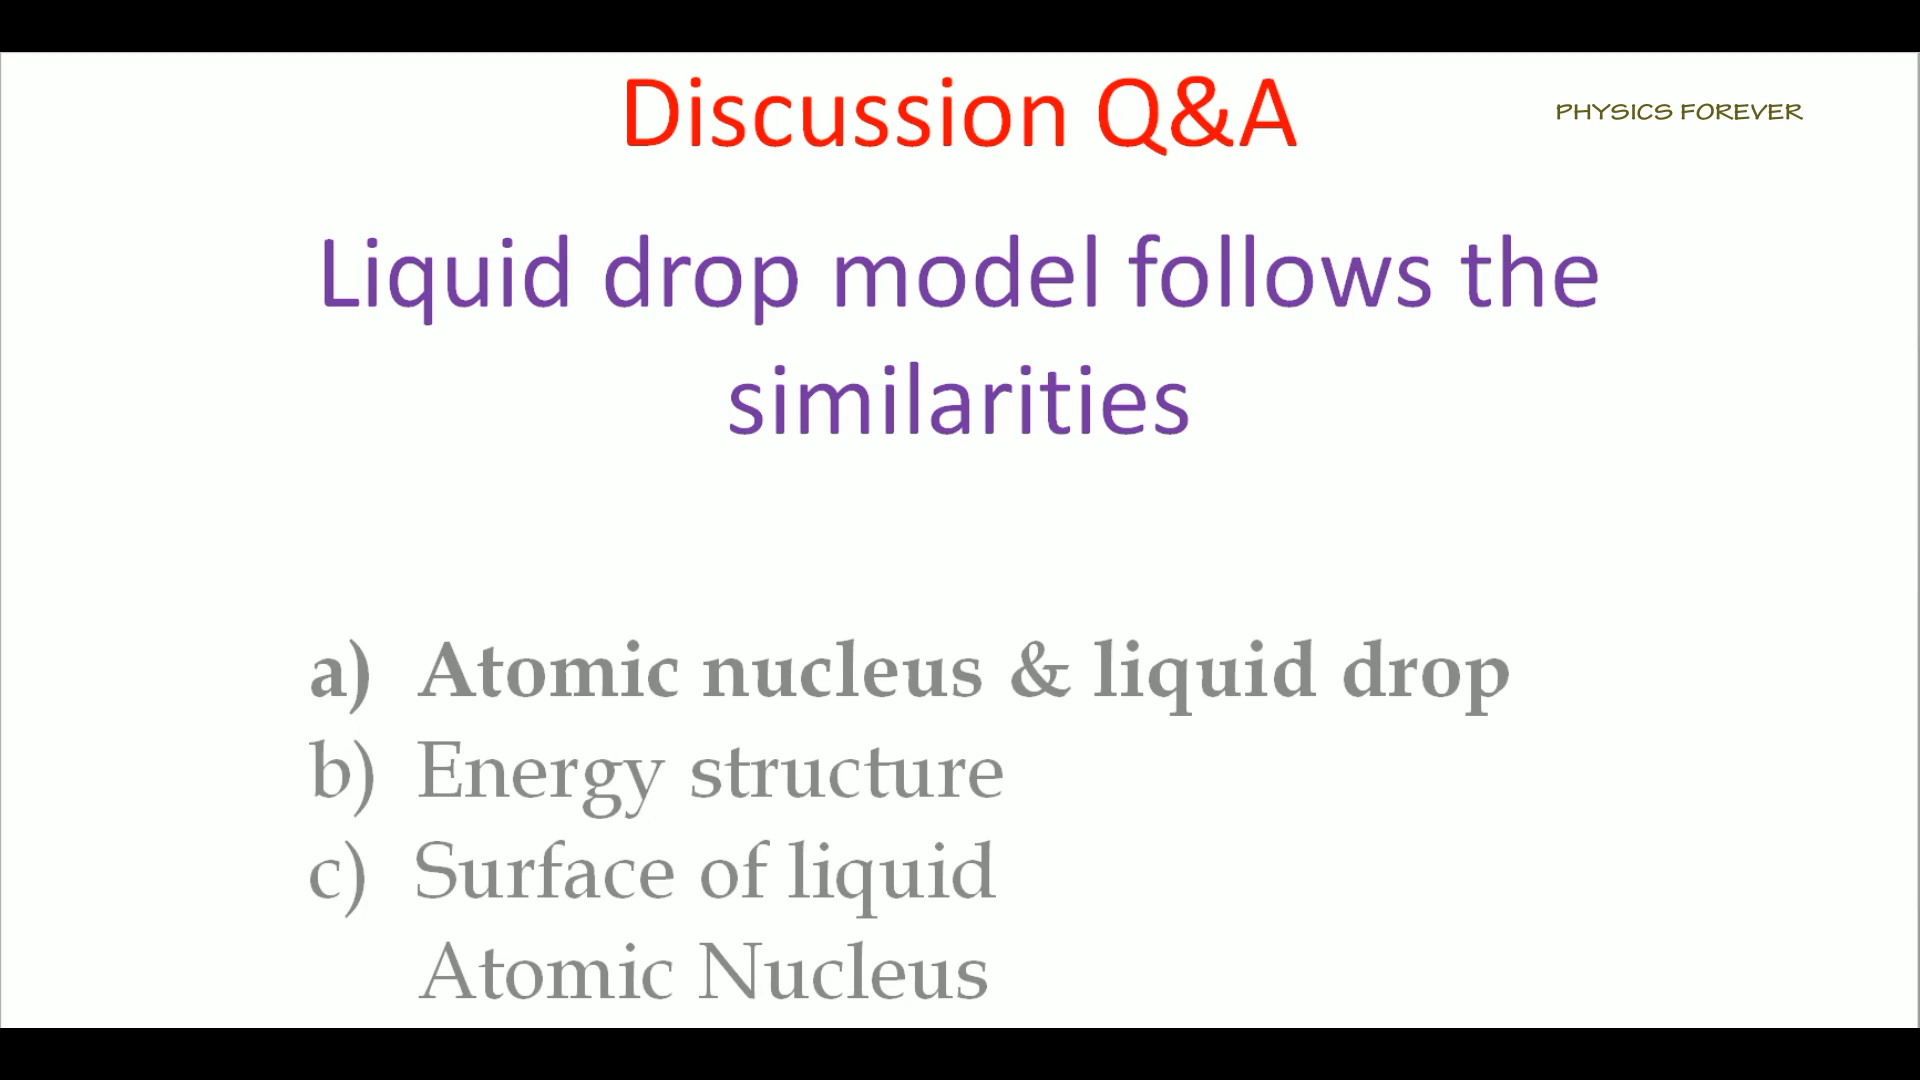 Discussion Q&A
PHYSICS FOREVER
Liquid drop model follows the
similarities
a) Atomic nucleus & liquid drop
b) Energy structure
c) Surface of liquid
Atomic Nucleus